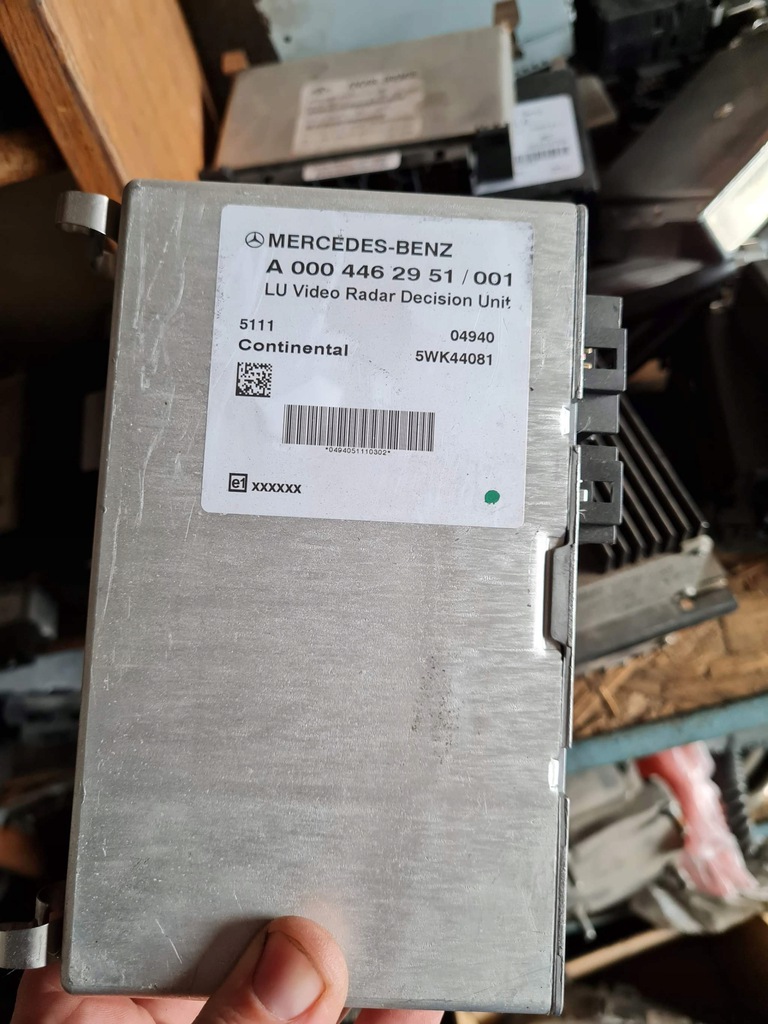 MERCEDES-BENZ
A 000 446 29 51 / 001
LU Video Radar Decision Unit
5111 04940
Continental 5WK44081
*0494051110302*
e1 xxxxxx